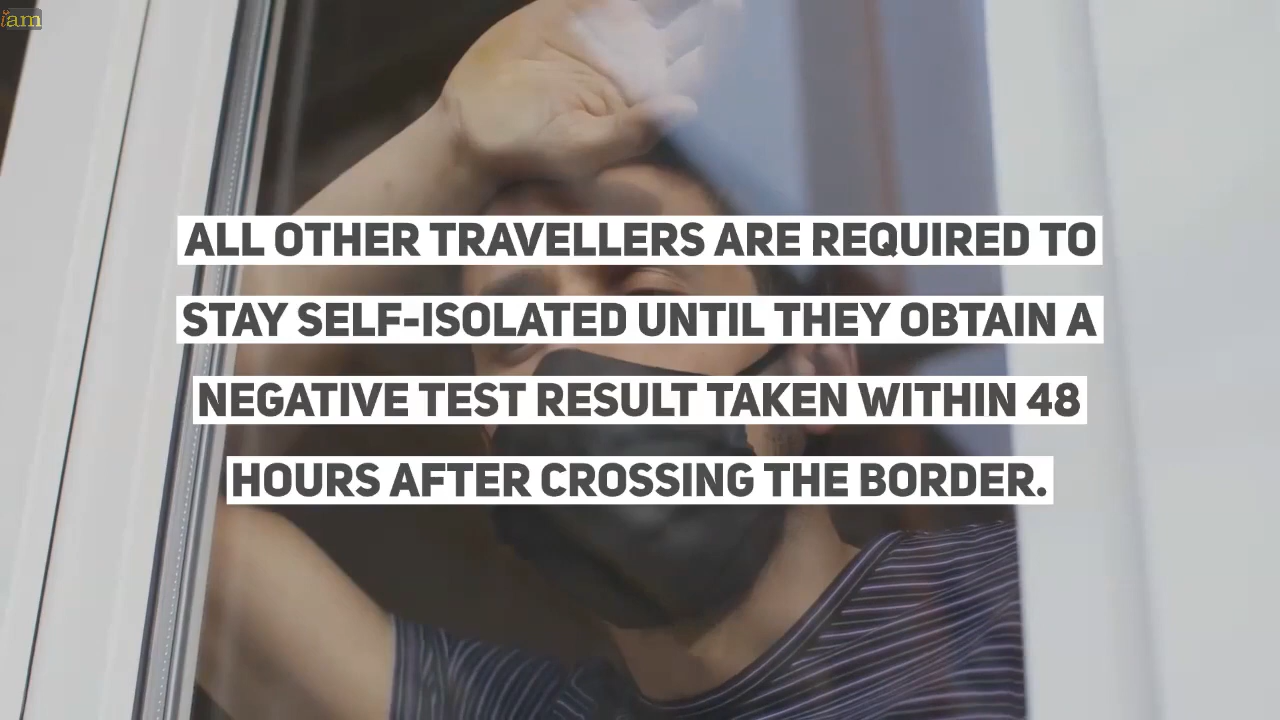 iam
ALL OTHER TRAVELLERS ARE REQUIRED TO
STAY SELF-ISOLATED UNTIL THEY OBTAIN A
NEGATIVE TEST RESULT TAKEN WITHIN 48
HOURS AFTER CROSSING THE BORDER.